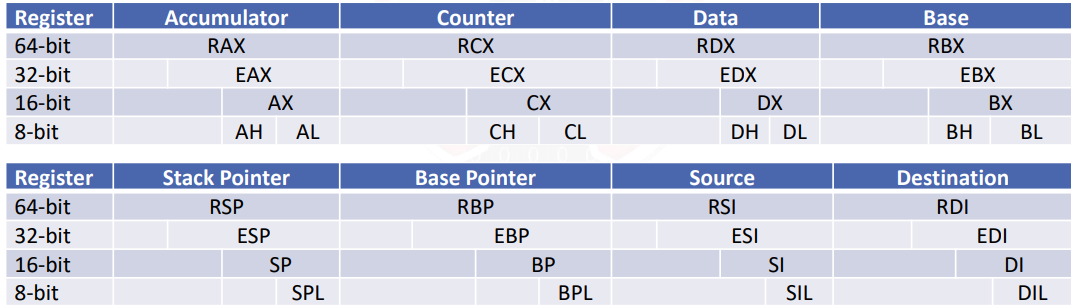 Register Accumulator Counter Data Base
64-bit RAX RCX RDX RBX
32-bit EAX ECX EDX EBX
16-bit AX CX DX BX
8-bit AH AL CH CL DH DL BH BL
Register Stack Pointer Base Pointer Source Destination
64-bit RSP RBP RSI RDI
32-bit ESP EBP ESI EDI
16-bit SP BP SI DI
8-bit SPL BPL SIL DIL